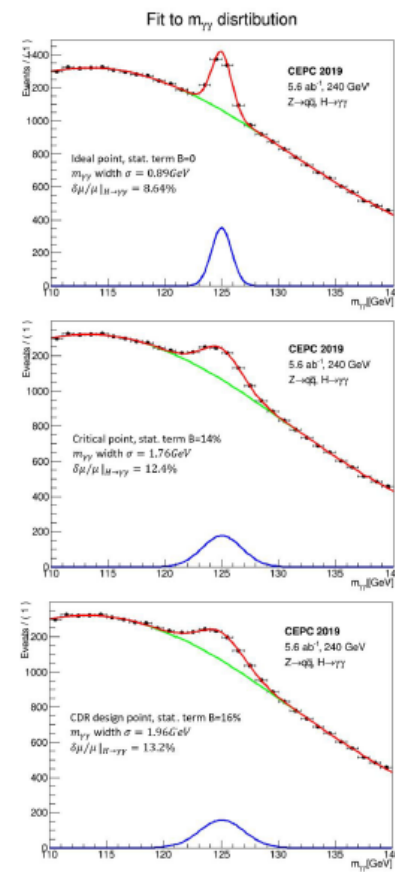 Fit to mγγ disrtibution
Events / ( 1 )
1400
1200
1000
800
600
400
200
0
CEPC 2019
5.6 ab⁻¹, 240 GeV
Z→qq̄, H→γγ
Ideal point, stat. term B=0
mγγ width σ = 0.89GeV
δμ/μ|H→γγ = 8.64%
110 115 120 125 130 135 14
mγγ[GeV]
Events / ( 1 )
1200
1000
800
600
400
200
0
CEPC 2019
5.6 ab⁻¹, 240 GeV
Z→qq̄, H→γγ
Critical point, stat. term B=14%
mγγ width σ = 1.76GeV
δμ/μ|H→γγ = 12.4%
110 115 120 125 130 135 14
mγγ[GeV]
Events / ( 1 )
1200
1000
800
600
400
200
0
CEPC 2019
5.6 ab⁻¹, 240 GeV
Z→qq̄, H→γγ
CDR design point, stat. term B=16%
mγγ width σ = 1.96GeV
δμ/μ|H→γγ = 13.2%
110 115 120 125 130 135 14
mγγ[GeV]